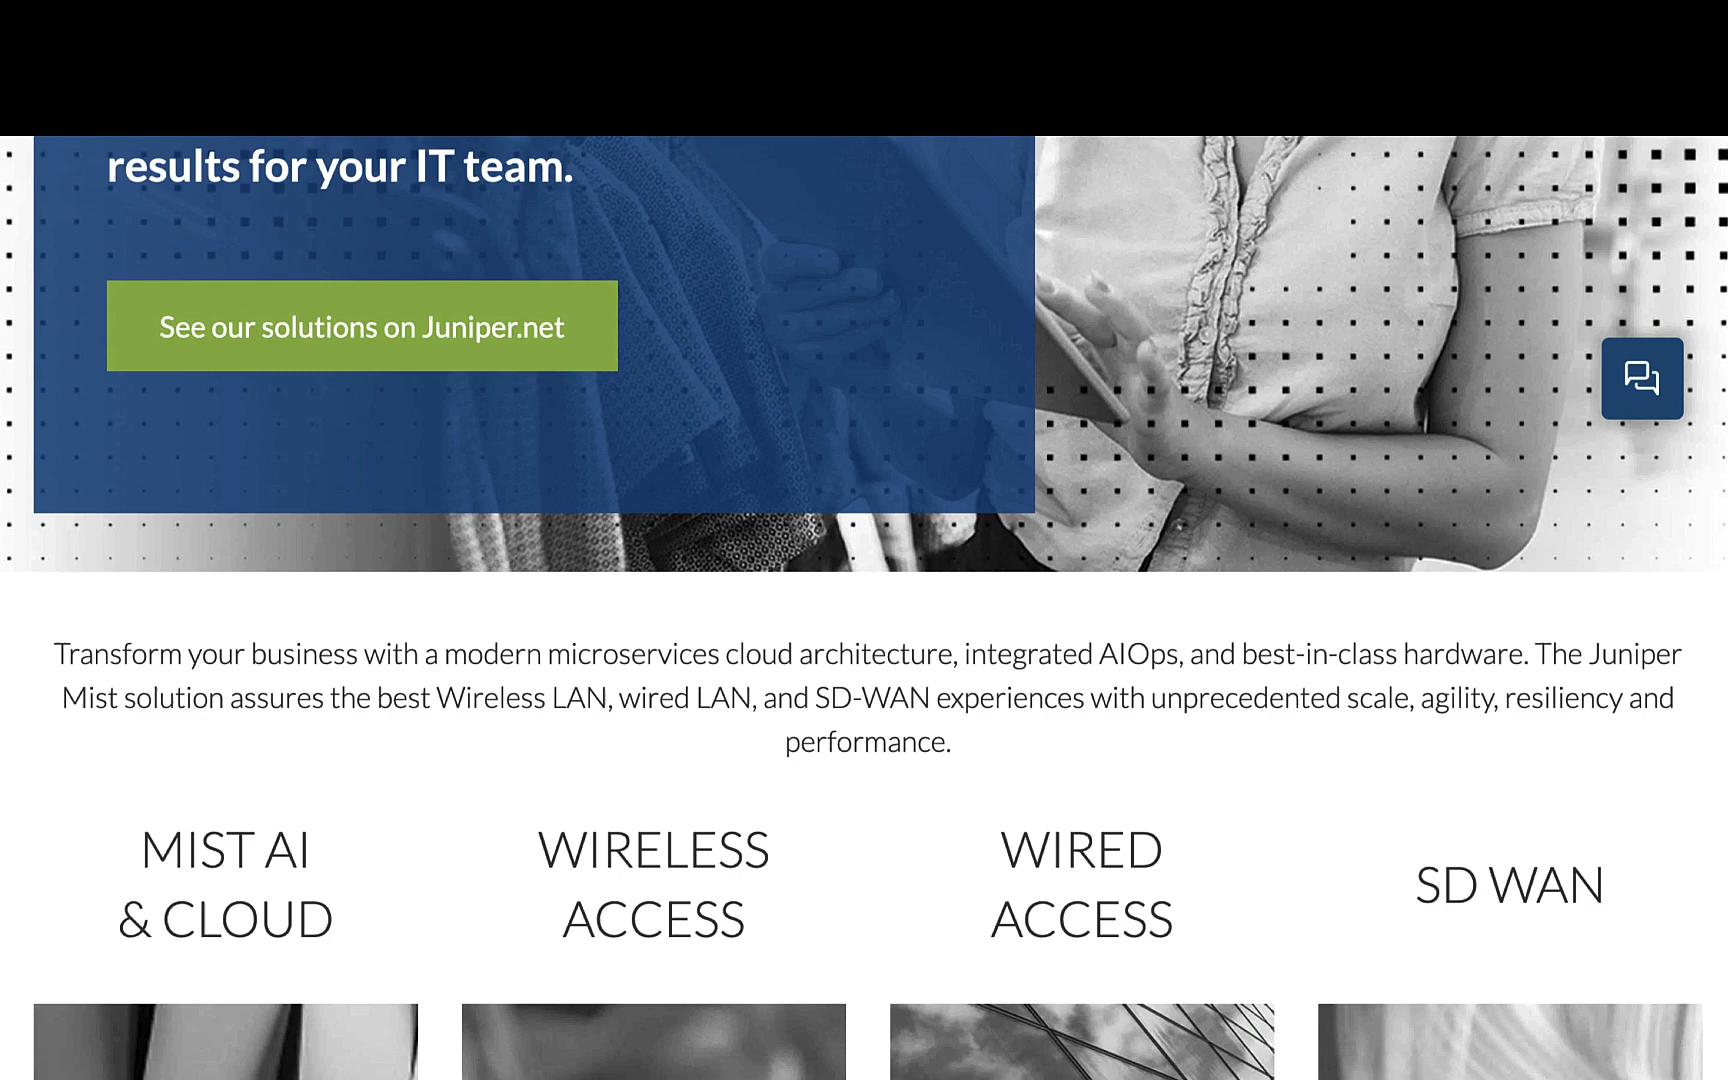 results for your IT team.
See our solutions on Juniper.net
Transform your business with a modern microservices cloud architecture, integrated AIOps, and best-in-class hardware. The Juniper
Mist solution assures the best Wireless LAN, wired LAN, and SD-WAN experiences with unprecedented scale, agility, resiliency and
performance.
MIST AI
& CLOUD
WIRELESS
ACCESS
WIRED
ACCESS
SD WAN